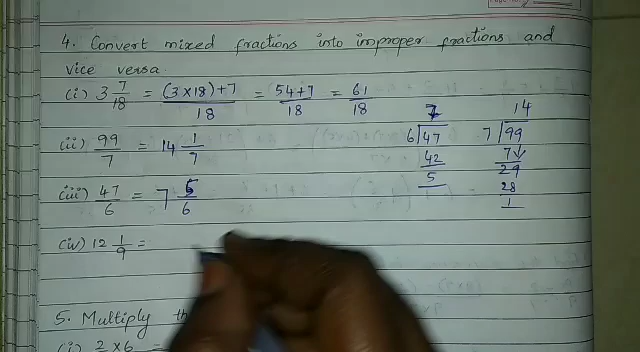 4. Convert mixed fractions into improper fractions and
vice versa.
(i) 3 7/18 = (3×18)+7/18 = 54+7/18 = 61/18
(ii) 99/7 = 14 1/7
(iii) 47/6 = 7 5/6
7
6)47
42
5
14
7)99
7↓
29
28
1
(iv) 12 1/9 =
5. Multiply th
(i) 2 × 6 =